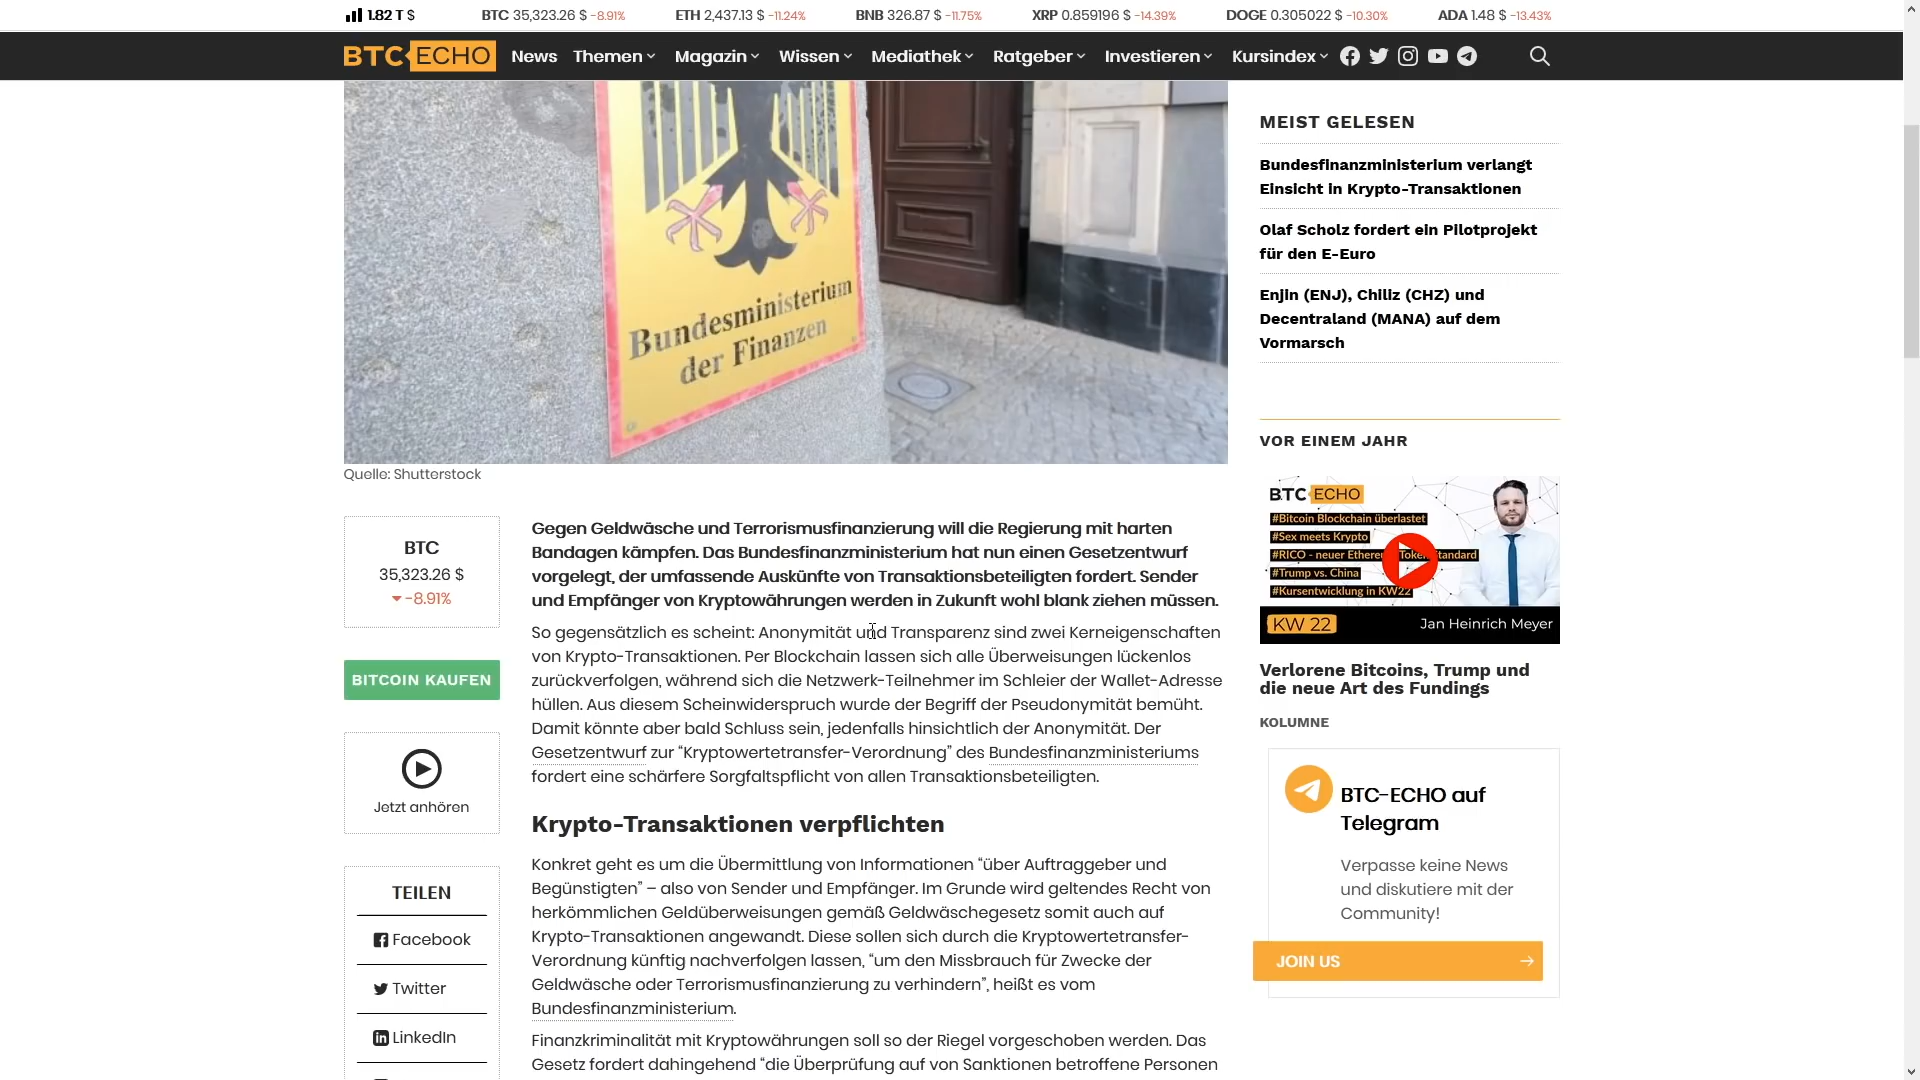 1.82 T $ BTC 35,323.26 $ -8.91% ETH 2,437.13 $ -11.24% BNB 326.87 $ -11.75% XRP 0.859196 $ -14.39% DOGE 0.305022 $ -10.30% ADA 1.48 $ -13.43%
BTC ECHO News Themen Magazin Wissen Mediathek Ratgeber Investieren Kursindex
Bundesministerium
der Finanzen
Quelle: Shutterstock
BTC
35,323.26 $
-8.91%
BITCOIN KAUFEN
Jetzt anhören
TEILEN
Facebook
Twitter
LinkedIn
Gegen Geldwäsche und Terrorismusfinanzierung will die Regierung mit harten
Bandagen kämpfen. Das Bundesfinanzministerium hat nun einen Gesetzentwurf
vorgelegt, der umfassende Auskünfte von Transaktionsbeteiligten fordert. Sender
und Empfänger von Kryptowährungen werden in Zukunft wohl blank ziehen müssen.
So gegensätzlich es scheint: Anonymität und Transparenz sind zwei Kerneigenschaften
von Krypto-Transaktionen. Per Blockchain lassen sich alle Überweisungen lückenlos
zurückverfolgen, während sich die Netzwerk-Teilnehmer im Schleier der Wallet-Adresse
hüllen. Aus diesem Scheinwiderspruch wurde der Begriff der Pseudonymität bemüht.
Damit könnte aber bald Schluss sein, jedenfalls hinsichtlich der Anonymität. Der
Gesetzentwurf zur “Kryptowertetransfer-Verordnung” des Bundesfinanzministeriums
fordert eine schärfere Sorgfaltspflicht von allen Transaktionsbeteiligten.
Krypto-Transaktionen verpflichten
Konkret geht es um die Übermittlung von Informationen “über Auftraggeber und
Begünstigten” – also von Sender und Empfänger. Im Grunde wird geltendes Recht von
herkömmlichen Geldüberweisungen gemäß Geldwäschegesetz somit auch auf
Krypto-Transaktionen angewandt. Diese sollen sich durch die Kryptowertetransfer-
Verordnung künftig nachverfolgen lassen, “um den Missbrauch für Zwecke der
Geldwäsche oder Terrorismusfinanzierung zu verhindern”, heißt es vom
Bundesfinanzministerium.
Finanzkriminalität mit Kryptowährungen soll so der Riegel vorgeschoben werden. Das
Gesetz fordert dahingehend “die Überprüfung auf von Sanktionen betroffene Personen
MEIST GELESEN
Bundesfinanzministerium verlangt
Einsicht in Krypto-Transaktionen
Olaf Scholz fordert ein Pilotprojekt
für den E-Euro
Enjin (ENJ), Chiliz (CHZ) und
Decentraland (MANA) auf dem
Vormarsch
VOR EINEM JAHR
BTC ECHO
#Bitcoin Blockchain überlastet
#Sex meets Krypto
#RICO - neuer Ethereum Token Standard
#Trump vs. China
#Kursentwicklung in KW22
KW 22 Jan Heinrich Meyer
Verlorene Bitcoins, Trump und
die neue Art des Fundings
KOLUMNE
BTC-ECHO auf
Telegram
Verpasse keine News
und diskutiere mit der
Community!
JOIN US